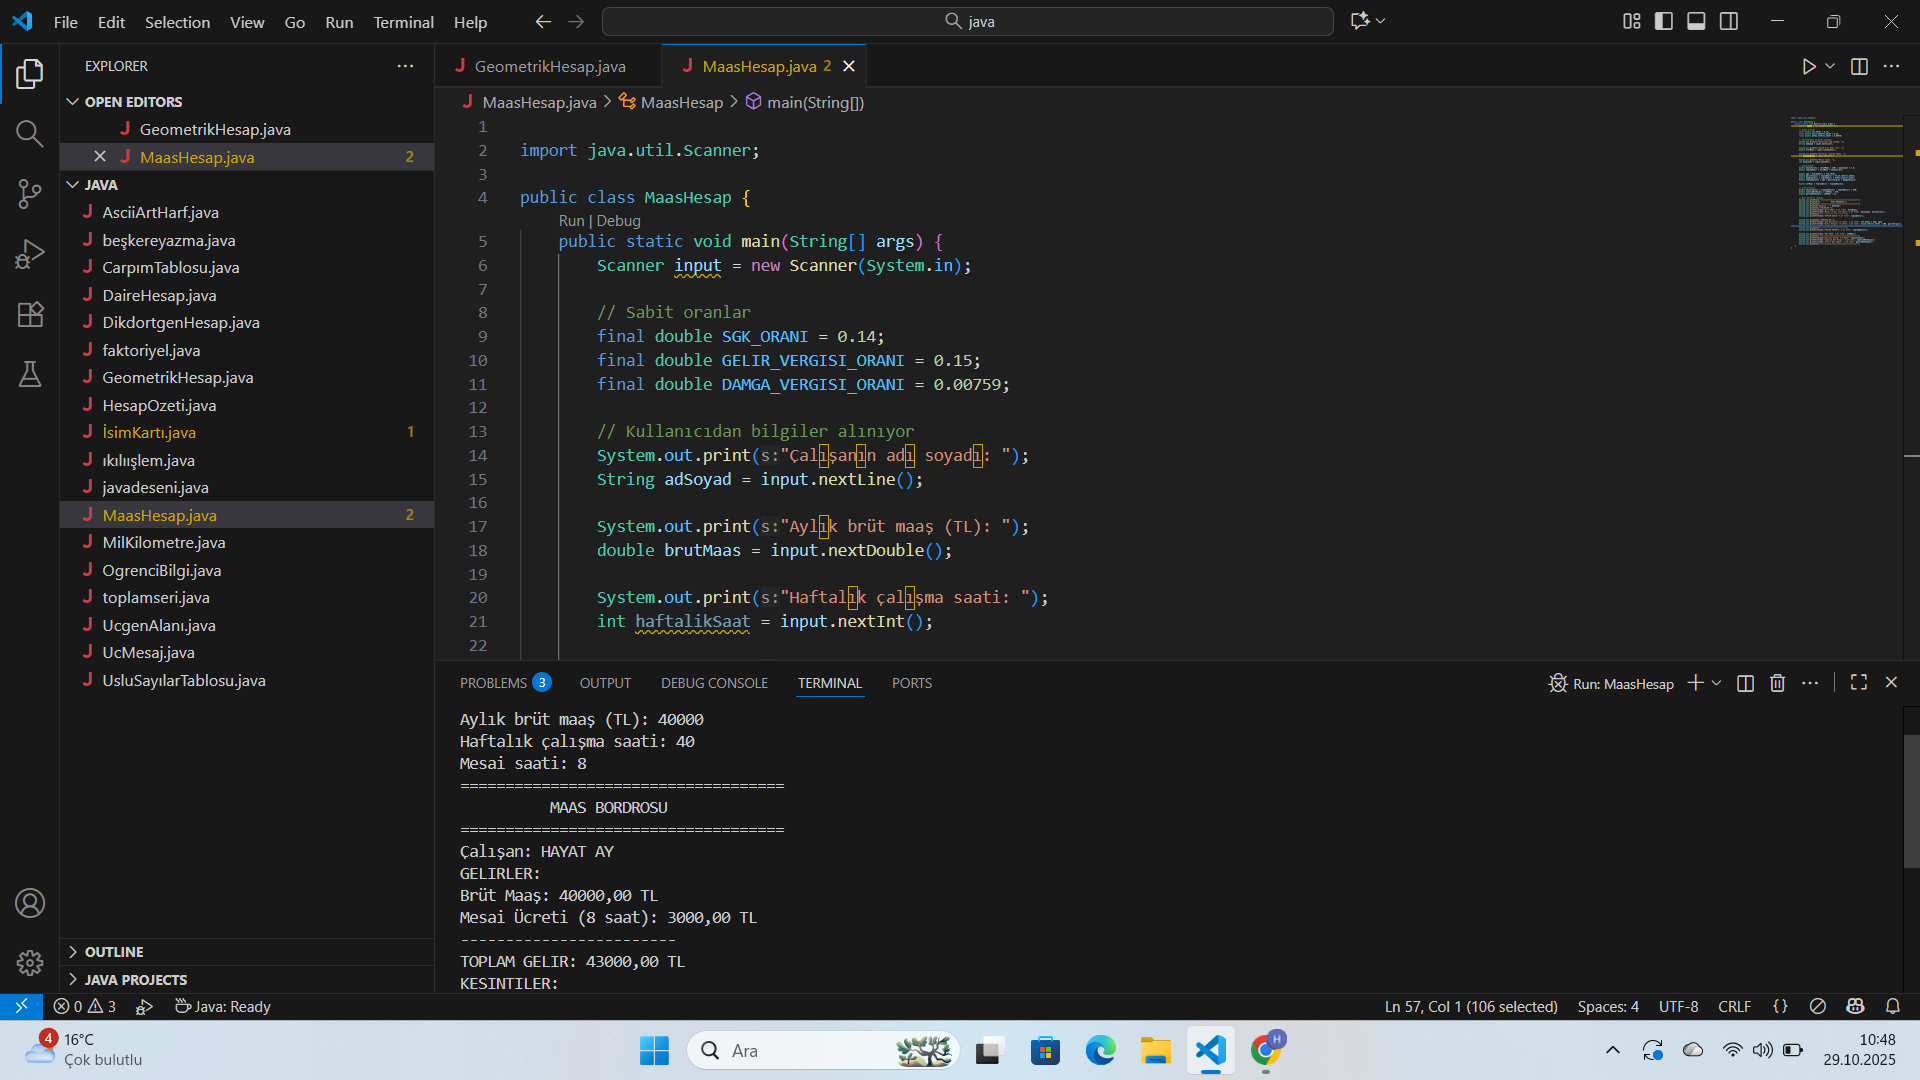 File Edit Selection View Go Run Terminal Help
java
EXPLORER
OPEN EDITORS
GeometrikHesap.java
MaasHesap.java 2
JAVA
AsciiArtHarf.java
beşkereyazma.java
CarpımTablosu.java
DaireHesap.java
DikdortgenHesap.java
faktoriyel.java
GeometrikHesap.java
HesapOzeti.java
İsimKartı.java 1
ıkılıışlem.java
javadeseni.java
MaasHesap.java 2
MilKilometre.java
OgrenciBilgi.java
toplamseri.java
UcgenAlanı.java
UcMesaj.java
UsluSayılarTablosu.java
OUTLINE
JAVA PROJECTS
GeometrikHesap.java MaasHesap.java 2
MaasHesap.java > MaasHesap > main(String[])
1
2 import java.util.Scanner;
3
4 public class MaasHesap {
Run | Debug
5 public static void main(String[] args) {
6 Scanner input = new Scanner(System.in);
7
8 // Sabit oranlar
9 final double SGK_ORANI = 0.14;
10 final double GELIR_VERGISI_ORANI = 0.15;
11 final double DAMGA_VERGISI_ORANI = 0.00759;
12
13 // Kullanıcıdan bilgiler alınıyor
14 System.out.print(s:"Çalışanın adı soyadı: ");
15 String adSoyad = input.nextLine();
16
17 System.out.print(s:"Aylık brüt maaş (TL): ");
18 double brutMaas = input.nextDouble();
19
20 System.out.print(s:"Haftalık çalışma saati: ");
21 int haftalikSaat = input.nextInt();
22
PROBLEMS 3 OUTPUT DEBUG CONSOLE TERMINAL PORTS
Run: MaasHesap
Aylık brüt maaş (TL): 40000
Haftalık çalışma saati: 40
Mesai saati: 8
====================================
MAAS BORDROSU
====================================
Çalışan: HAYAT AY
GELIRLER:
Brüt Maaş: 40000,00 TL
Mesai Ücreti (8 saat): 3000,00 TL
------------------------
TOPLAM GELIR: 43000,00 TL
KESINTILER:
0 3 Java: Ready
Ln 57, Col 1 (106 selected) Spaces: 4 UTF-8 CRLF {}
4 16°C
Çok bulutlu
Ara
H
10:48
29.10.2025